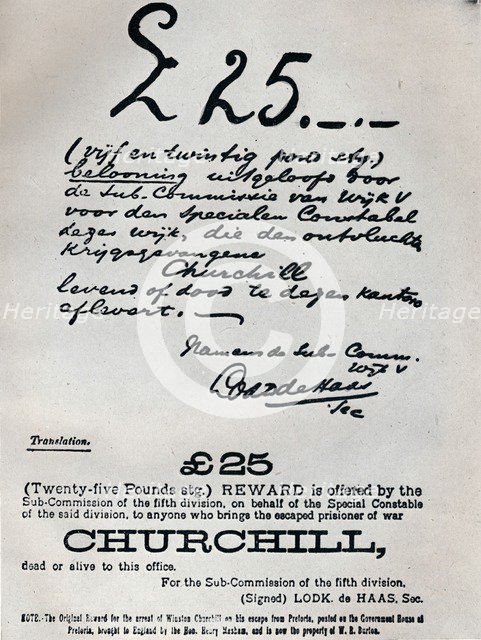 £ 25.—.—
(vijf en twintig pond stg.)
belooning uitgeloofd door
de Sub-Commissie van Wijk V
voor den Specialen Constabel
dezes wijk, die den ontvluchte
Krijgsgevangene
Churchill
levend of dood te dezen kantore
aflevert. —
Namens de Sub-Comm.
Wijk V
Lodk de Haas
Sec
Translation.
£25
(Twenty-five Pounds stg.) REWARD is offered by the
Sub-Commission of the fifth division, on behalf of the Special Constable
of the said division, to anyone who brings the escaped prisioner of war
CHURCHILL,
dead or alive to this office.
For the Sub-Commission of the fifth division,
(Signed) LODK. de HAAS, Sec.
NOTE.-The Original Reward for the arrest of Winston Churchill on his escape from Pretoria, posted on the Government House at
Pretoria, brought to England by the Hon. Henry Masham, and is now the property of W. R. Burton.
Heritage
Heritage
Heritage